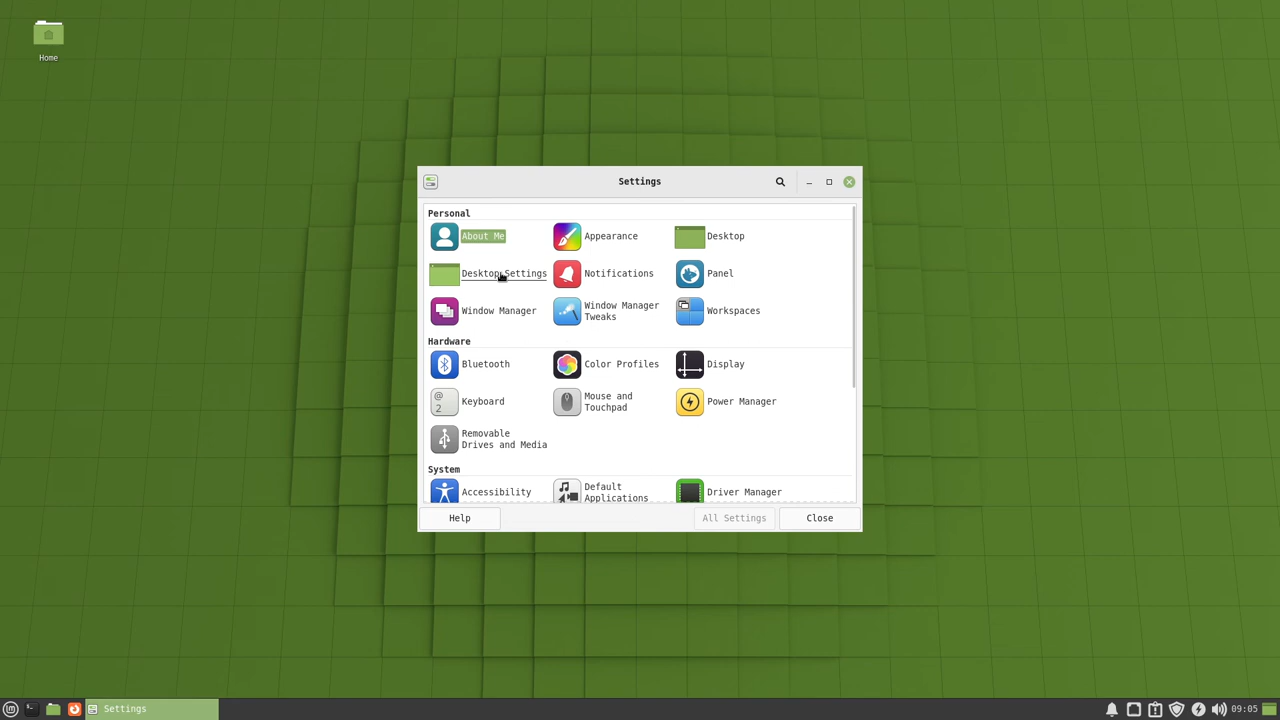 Home
Settings
Personal
About Me
Appearance
Desktop
Desktop Settings
Notifications
Panel
Window Manager
Window Manager
Tweaks
Workspaces
Hardware
Bluetooth
Color Profiles
Display
@
2
Keyboard
Mouse and
Touchpad
Power Manager
Removable
Drives and Media
System
Accessibility
Default
Applications
Driver Manager
Help
All Settings
Close
Settings
09:05